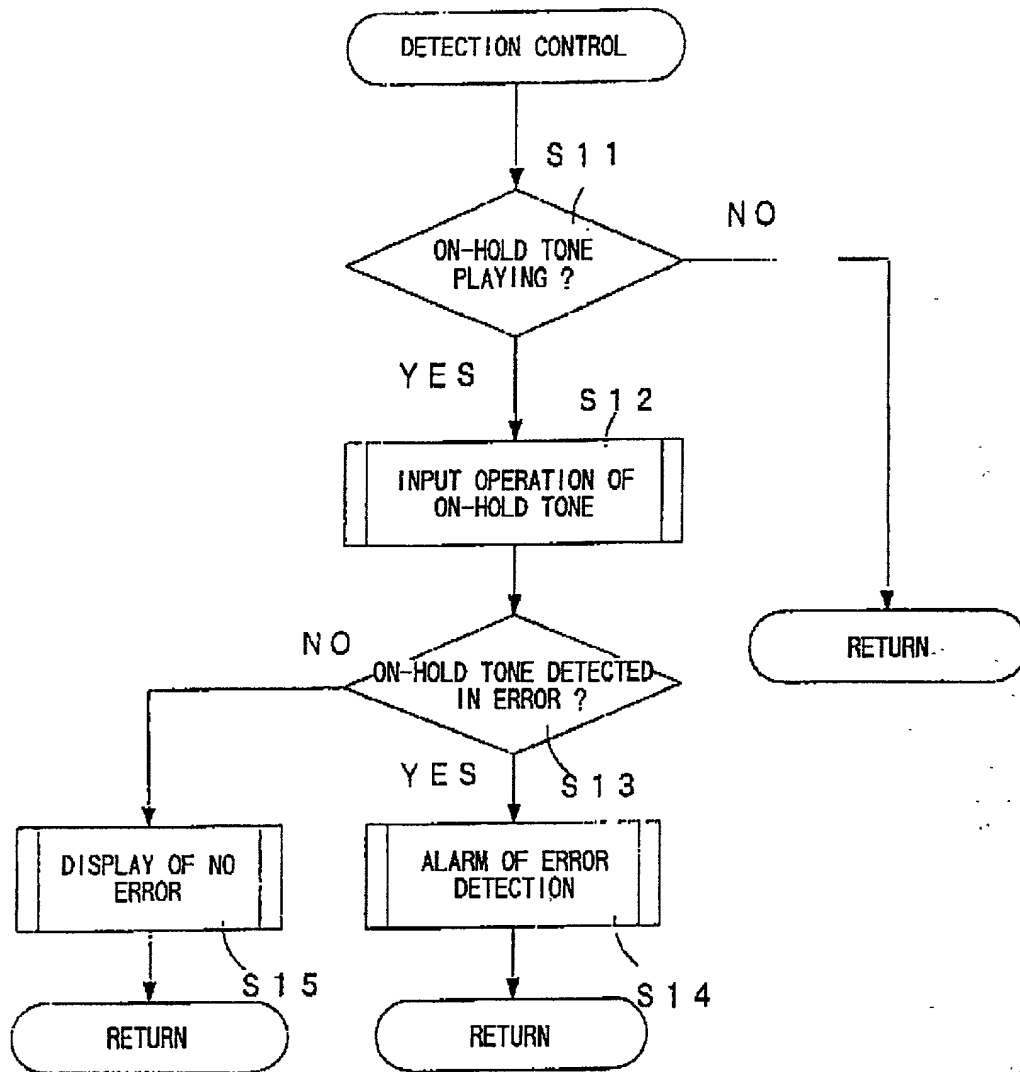 DETECTION CONTROL
S11
ON-HOLD TONE
PLAYING ?
NO
YES
S12
INPUT OPERATION OF
ON-HOLD TONE
RETURN
NO
ON-HOLD TONE DETECTED
IN ERROR ?
YES
S13
DISPLAY OF NO
ERROR
ALARM OF ERROR
DETECTION
S15
S14
RETURN
RETURN